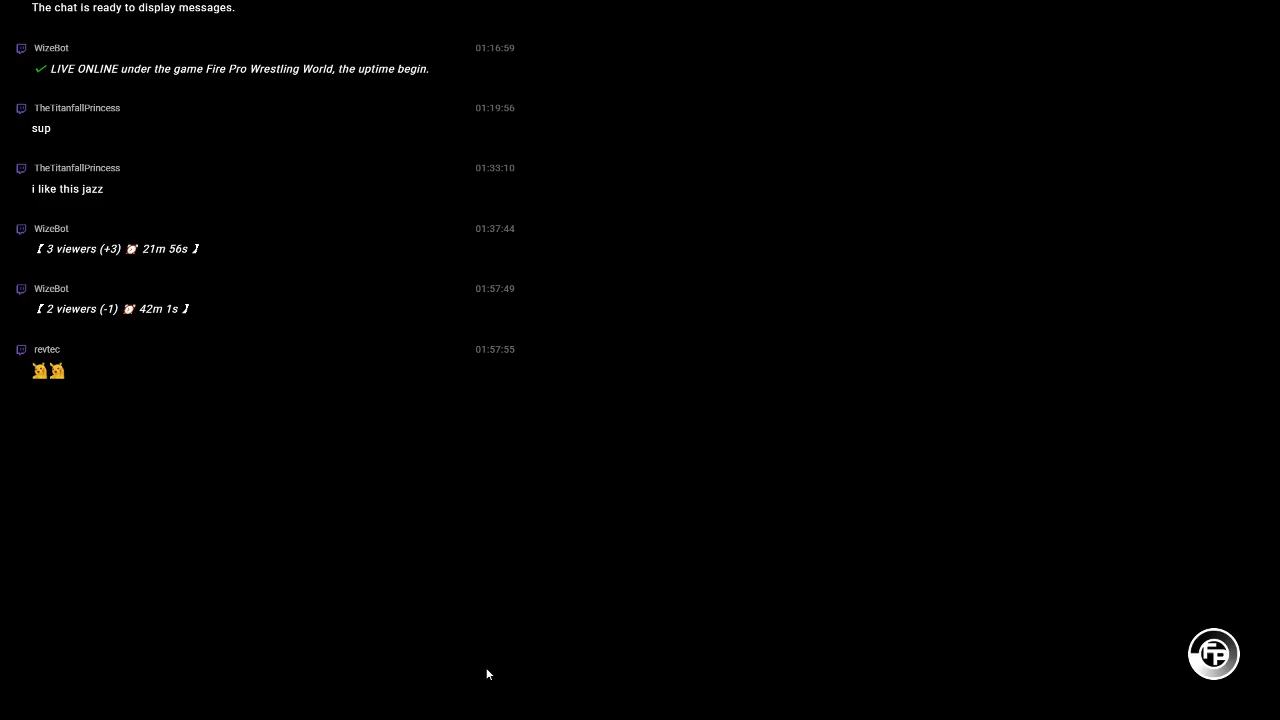 The chat is ready to display messages.
WizeBot 01:16:59
✓ LIVE ONLINE under the game Fire Pro Wrestling World, the uptime begin.
TheTitanfallPrincess 01:19:56
sup
TheTitanfallPrincess 01:33:10
i like this jazz
WizeBot 01:37:44
【 3 viewers (+3) ⏰ 21m 56s 】
WizeBot 01:57:49
【 2 viewers (-1) ⏰ 42m 1s 】
revtec 01:57:55
FP